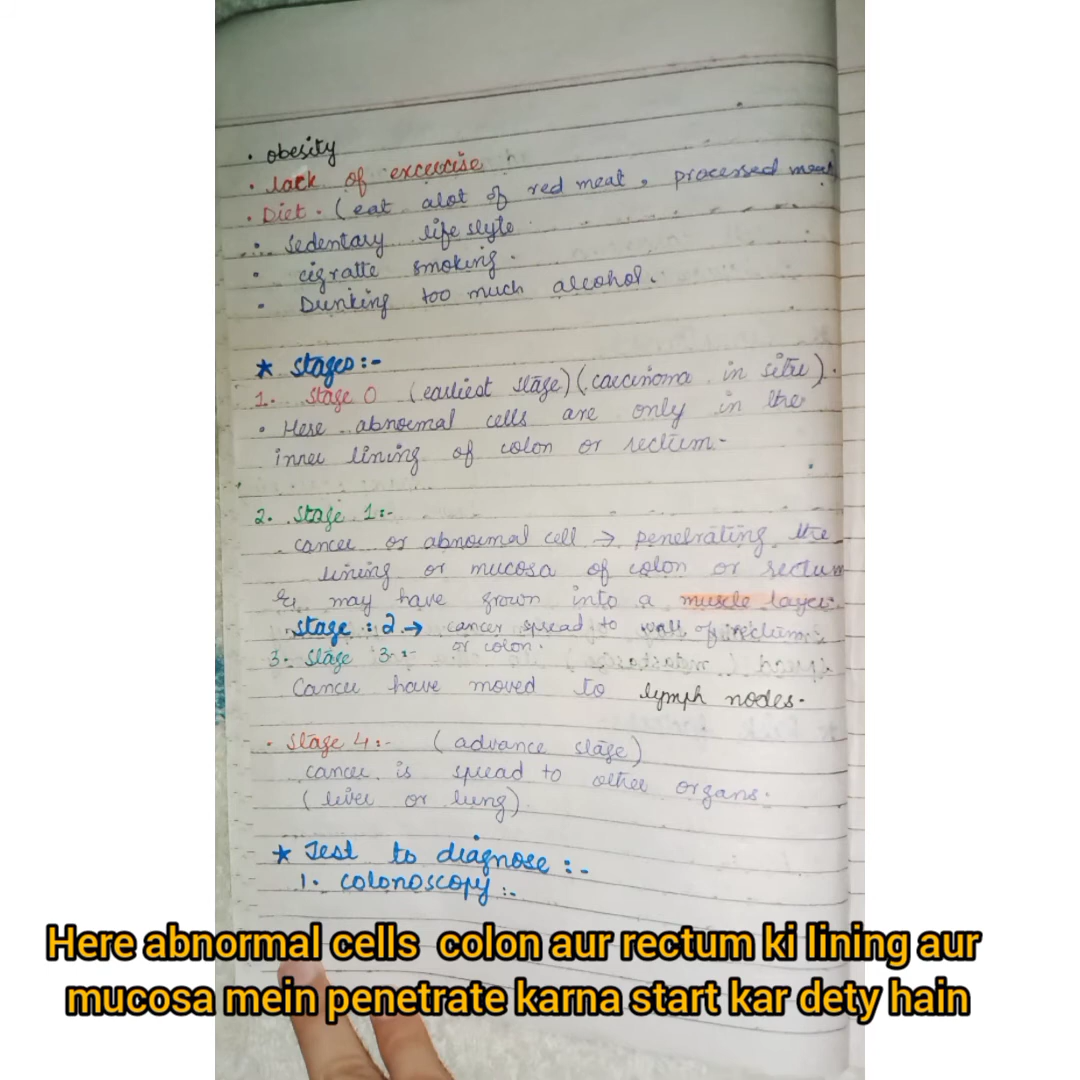 • obesity
• lack of excercise
• Diet • (eat alot of red meat, processed meat
• sedentary life style
• cigratte smoking.
• Drinking too much alcohol.
★ stages:-
1. Stage 0 (earliest stage) (carcinoma in situ).
• Here abnormal cells are only in the
inner lining of colon or rectum.
2. Stage 1:-
cancer or abnormal cell → penetrating the
lining or mucosa of colon or rectum
& may have grown into a muscle layer.
Stage : 2 → cancer spread to wall of rectum
or colon.
3. Stage 3:-
Cancer have moved to lymph nodes.
• Stage 4:- (advance stage)
cancer is spread to other organs.
(liver or lung)
★ Test to diagnose :-
1. colonoscopy :-
Here abnormal cells colon aur rectum ki lining aur
mucosa mein penetrate karna start kar dety hain